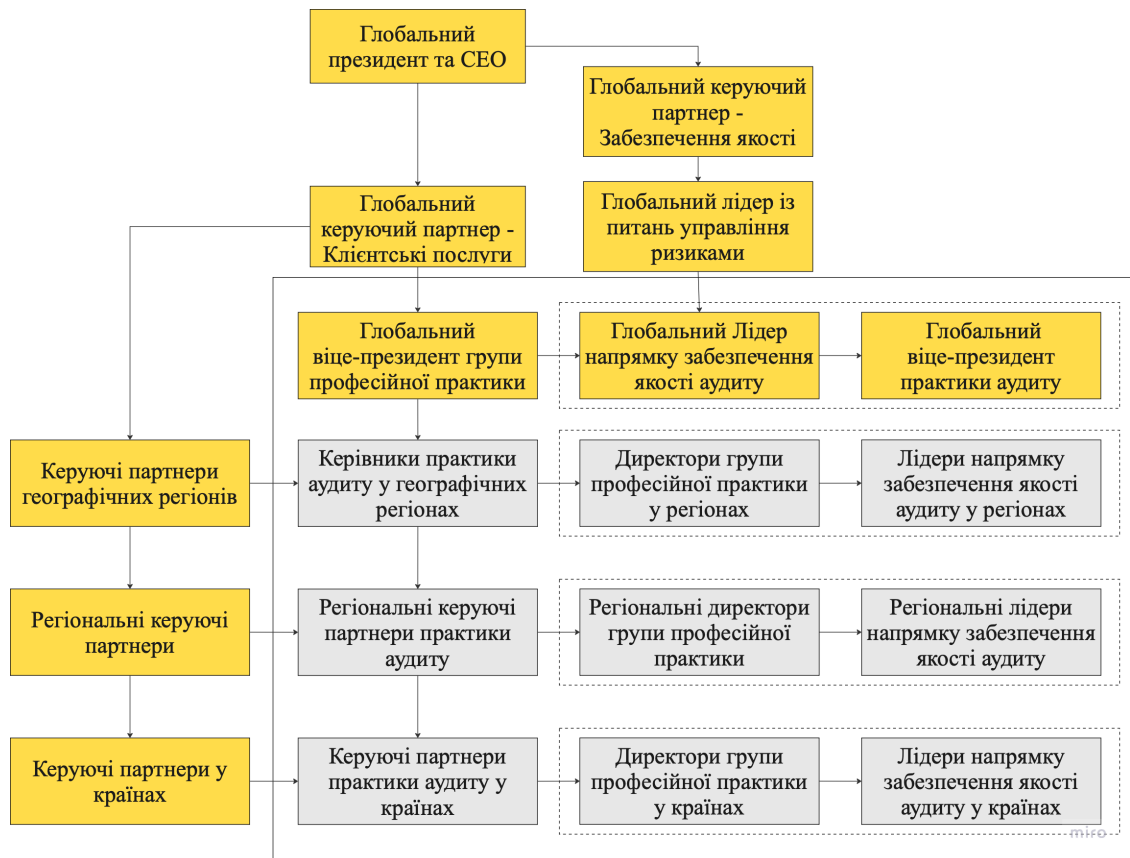 Глобальний
президент та CEO
Глобальний керуючий
партнер -
Забезпечення якості
Глобальний
керуючий партнер -
Клієнтські послуги
Глобальний лідер із
питань управління
ризиками
Глобальний
віце-президент групи
професійної практики
Глобальний Лідер
напрямку забезпечення
якості аудиту
Глобальний
віце-президент
практики аудиту
Керуючі партнери
географічних регіонів
Керівники практики
аудиту у географічних
регіонах
Директори групи
професійної практики
у регіонах
Лідери напрямку
забезпечення якості
аудиту у регіонах
Регіональні керуючі
партнери
Регіональні керуючі
партнери практики
аудиту
Регіональні директори
групи професійної
практики
Регіональні лідери
напрямку забезпечення
якості аудиту
Керуючі партнери у
країнах
Керуючі партнери
практики аудиту у
країнах
Директори групи
професійної практики
у країнах
Лідери напрямку
забезпечення якості
аудиту у країнах
miro